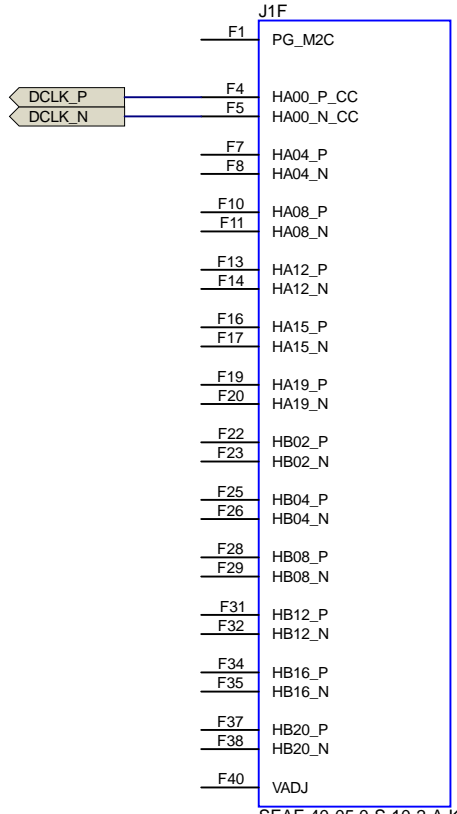 J1F
F1 PG_M2C
DCLK_P F4 HA00_P_CC
DCLK_N F5 HA00_N_CC
F7 HA04_P
F8 HA04_N
F10 HA08_P
F11 HA08_N
F13 HA12_P
F14 HA12_N
F16 HA15_P
F17 HA15_N
F19 HA19_P
F20 HA19_N
F22 HB02_P
F23 HB02_N
F25 HB04_P
F26 HB04_N
F28 HB08_P
F29 HB08_N
F31 HB12_P
F32 HB12_N
F34 HB16_P
F35 HB16_N
F37 HB20_P
F38 HB20_N
F40 VADJ